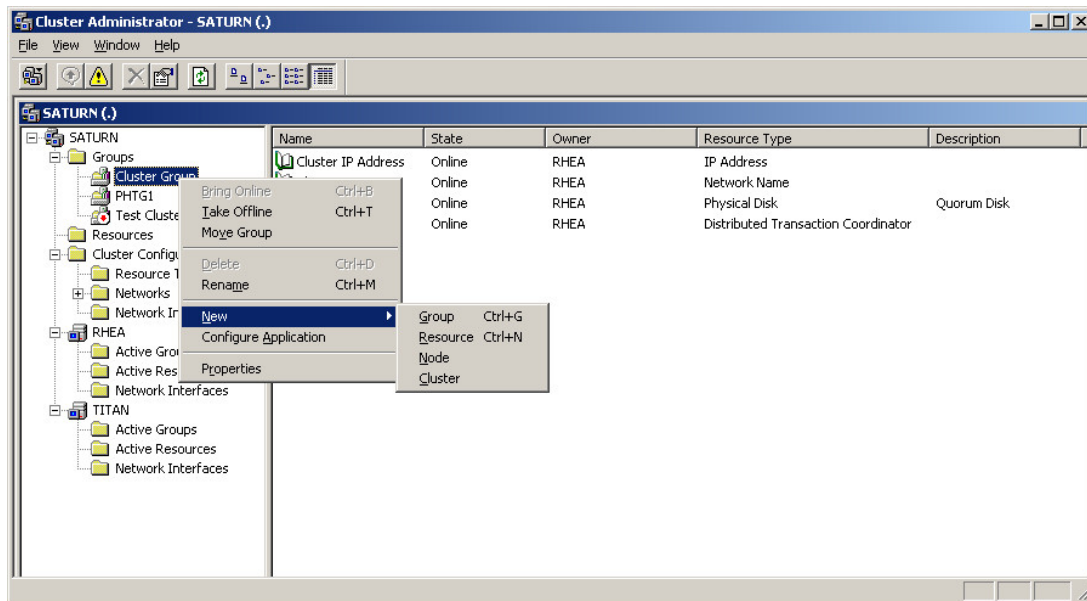 Cluster Administrator - SATURN (.)
File View Window Help
SATURN (.)
SATURN
Groups
Cluster Group
PHTG1
Test Cluste
Resources
Cluster Configu
Resource T
Networks
Network In
RHEA
Active Grou
Active Res
Network Interfaces
TITAN
Active Groups
Active Resources
Network Interfaces
Name State Owner Resource Type Description
Cluster IP Address Online RHEA IP Address
Online RHEA Network Name
Online RHEA Physical Disk Quorum Disk
Online RHEA Distributed Transaction Coordinator
Bring Online Ctrl+B
Take Offline Ctrl+T
Move Group
Delete Ctrl+D
Rename Ctrl+M
New
Configure Application
Properties
Group Ctrl+G
Resource Ctrl+N
Node
Cluster